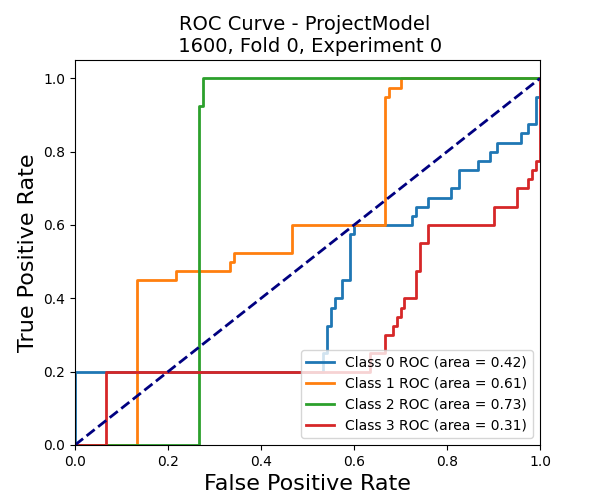 ROC Curve - ProjectModel
1600, Fold 0, Experiment 0
True Positive Rate
1.0
0.8
0.6
0.4
0.2
0.0
Class 0 ROC (area = 0.42)
Class 1 ROC (area = 0.61)
Class 2 ROC (area = 0.73)
Class 3 ROC (area = 0.31)
0.0 0.2 0.4 0.6 0.8 1.0
False Positive Rate